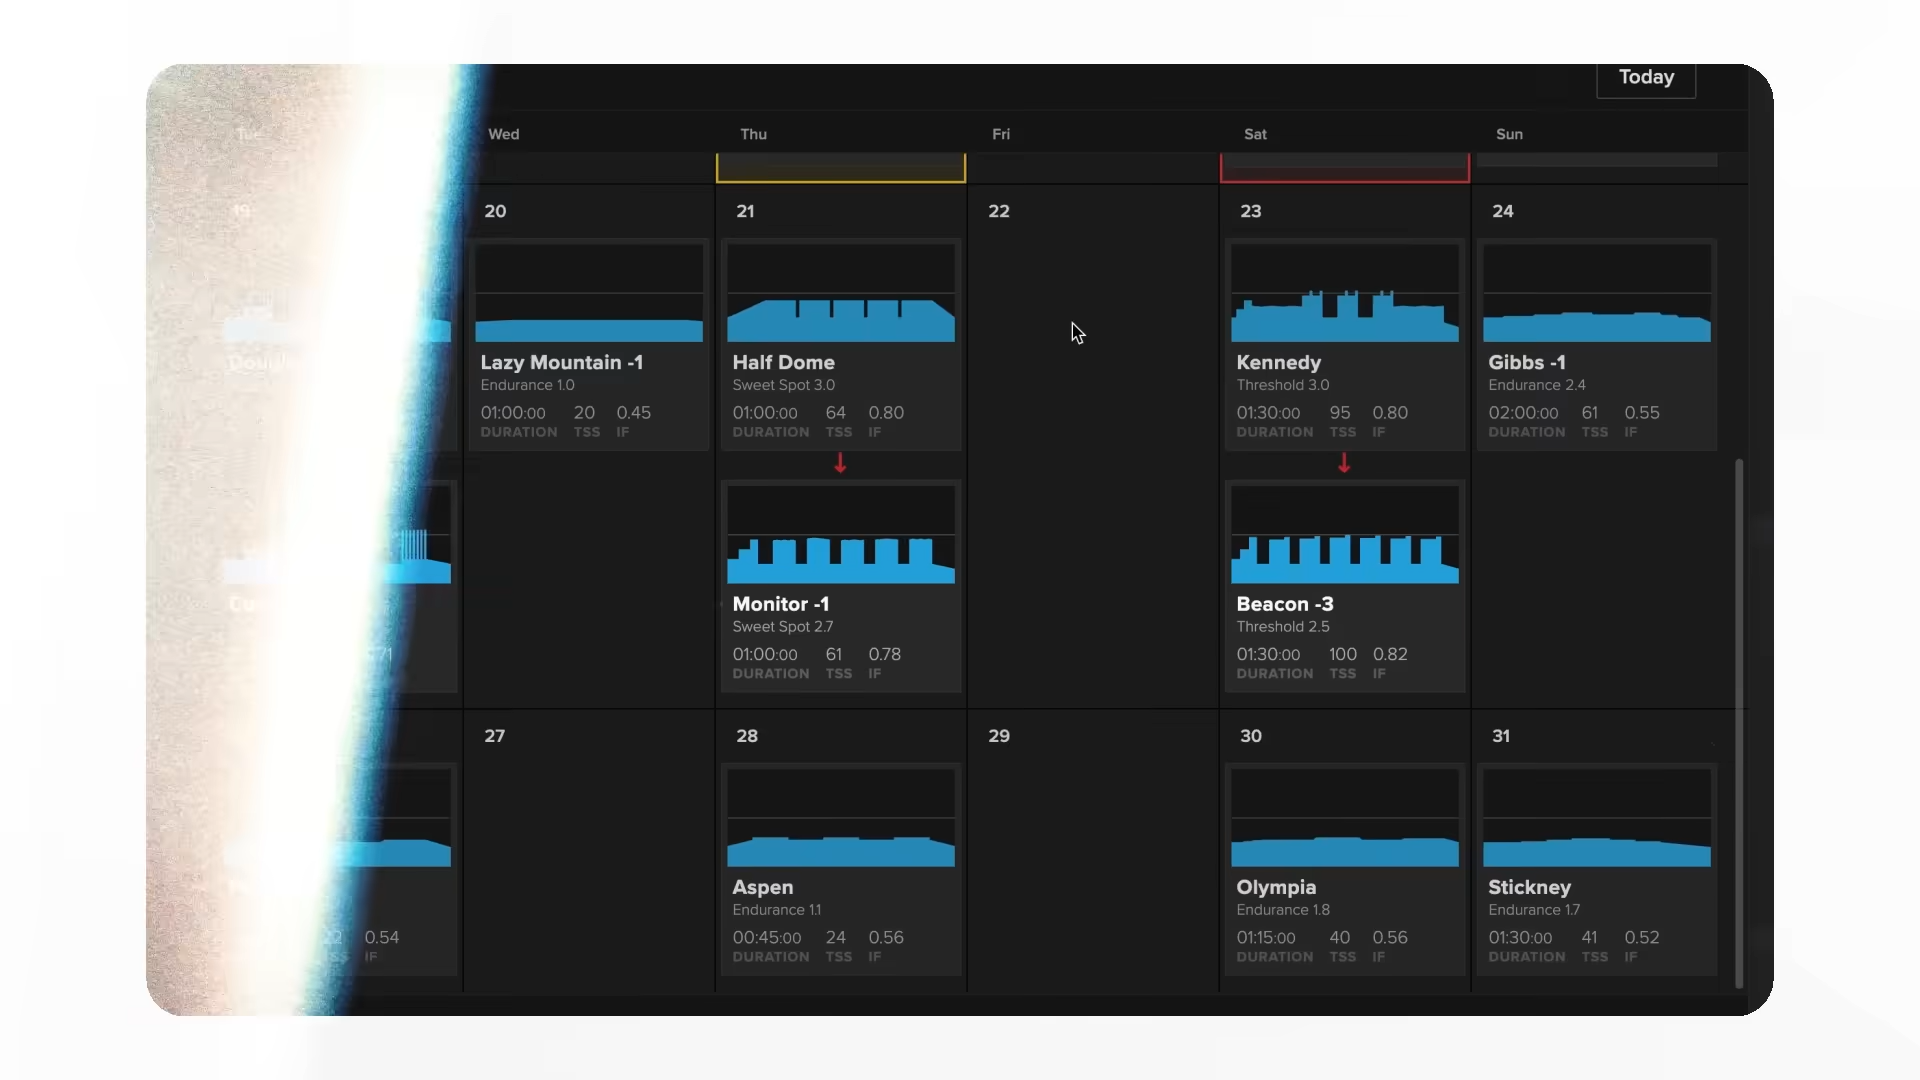 Today
Tue Wed Thu Fri Sat Sun
19 20 21 22 23 24
Lazy Mountain -1
Endurance 1.0
01:00:00 20 0.45
DURATION TSS IF
Half Dome
Sweet Spot 3.0
01:00:00 64 0.80
DURATION TSS IF
Kennedy
Threshold 3.0
01:30:00 95 0.80
DURATION TSS IF
Gibbs -1
Endurance 2.4
02:00:00 61 0.55
DURATION TSS IF
Monitor -1
Sweet Spot 2.7
01:00:00 61 0.78
DURATION TSS IF
Beacon -3
Threshold 2.5
01:30:00 100 0.82
DURATION TSS IF
27 28 29 30 31
22 0.54
TSS IF
Aspen
Endurance 1.1
00:45:00 24 0.56
DURATION TSS IF
Olympia
Endurance 1.8
01:15:00 40 0.56
DURATION TSS IF
Stickney
Endurance 1.7
01:30:00 41 0.52
DURATION TSS IF